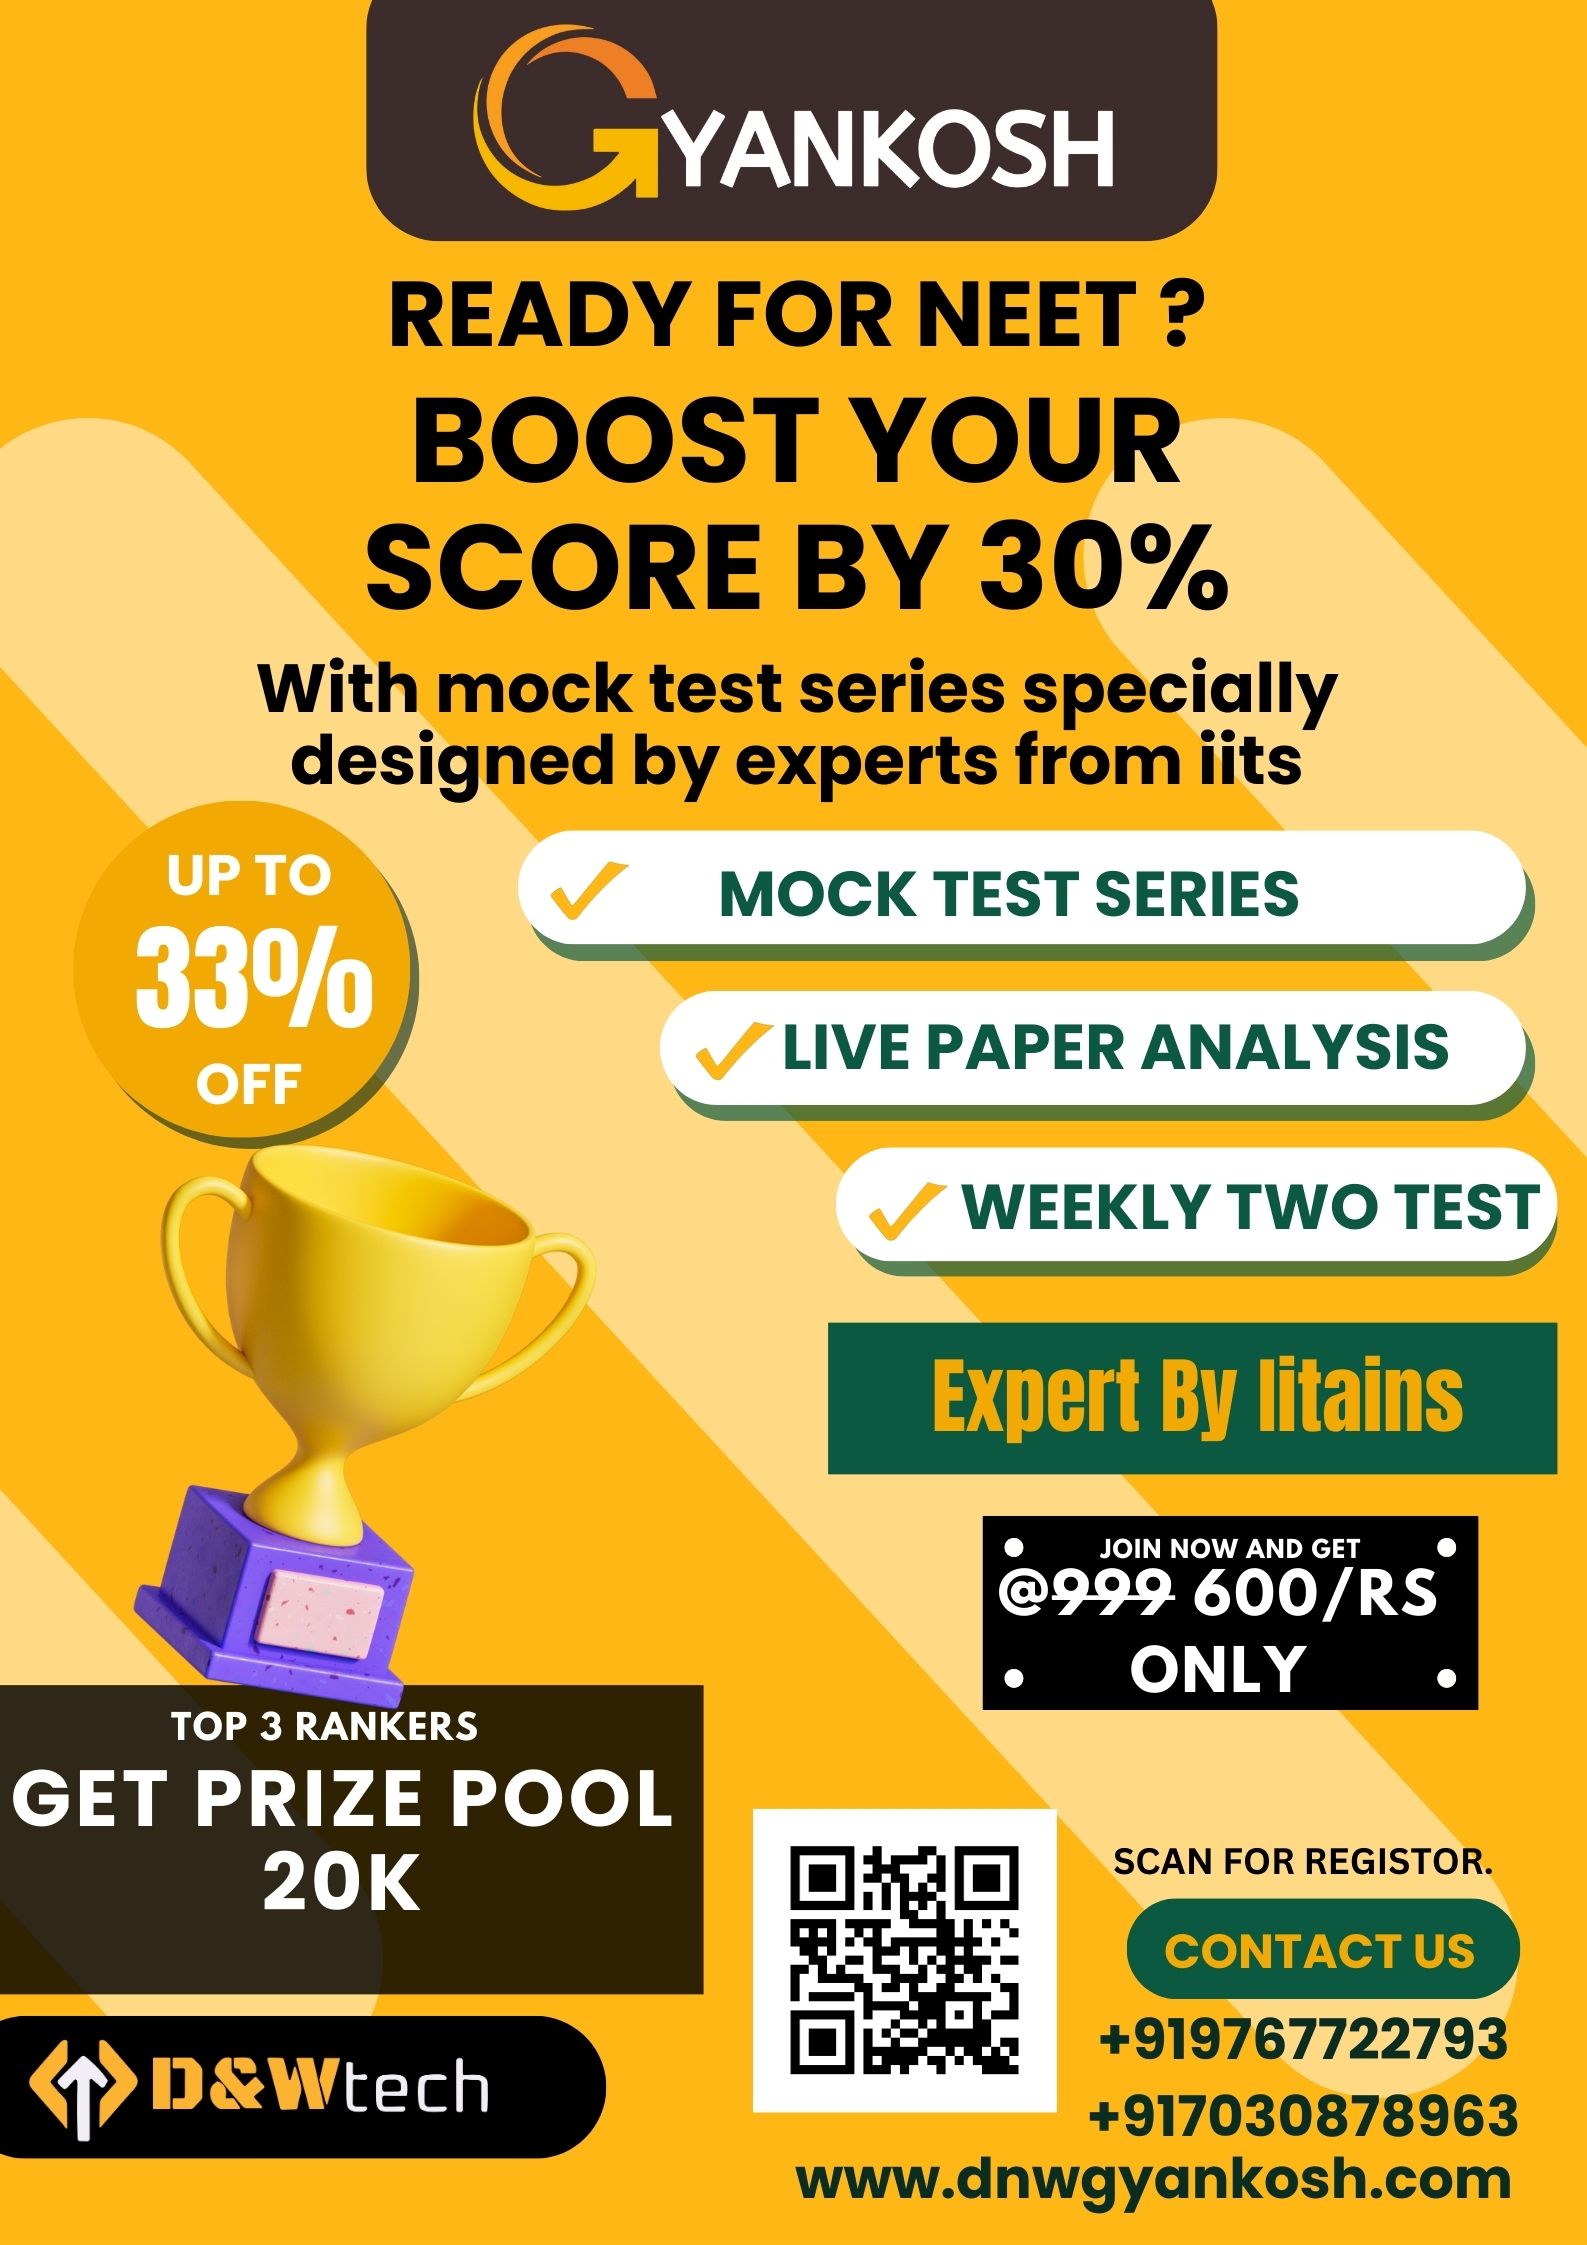 GYANKOSH
READY FOR NEET ?
BOOST YOUR
SCORE BY 30%
With mock test series specially
designed by experts from iits
UP TO
33%
OFF
MOCK TEST SERIES
LIVE PAPER ANALYSIS
WEEKLY TWO TEST
Expert By Iitains
JOIN NOW AND GET
@999 600/RS
ONLY
TOP 3 RANKERS
GET PRIZE POOL
20K
SCAN FOR REGISTOR.
CONTACT US
+919767722793
+917030878963
www.dnwgyankosh.com
D&Wtech